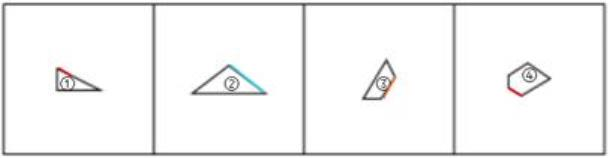 ① ② ③ ④